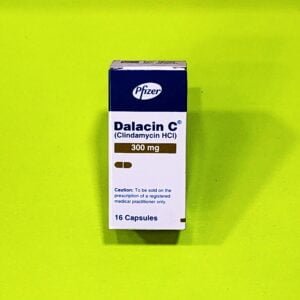 Pfizer
Dalacin C®
(Clindamycin HCl)
300 mg
Caution: To be sold on the
prescription of a registered
medical practitioner only.
16 Capsules